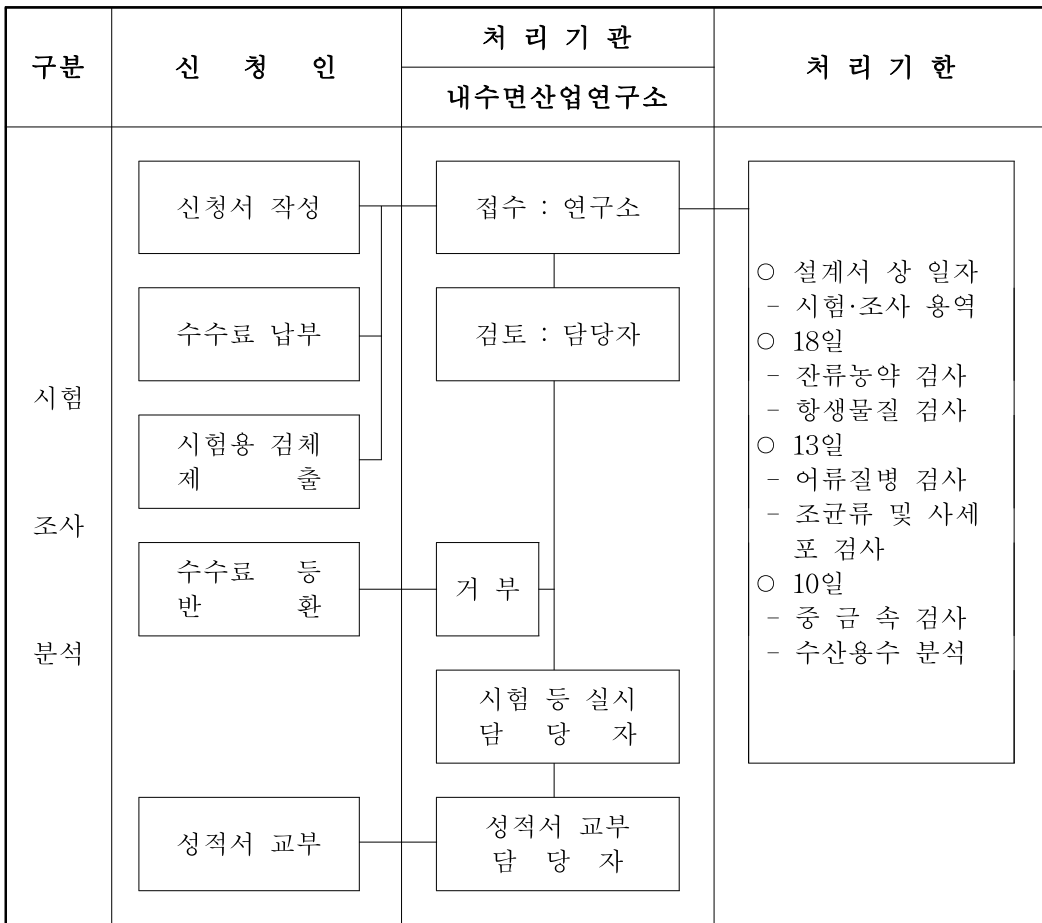 구분
신 청 인
처 리 기 관
내수면산업연구소
처 리 기 한
시험
조사
분석
신청서 작성
수수료 납부
시험용 검체
제 출
수수료 등
반 환
성적서 교부
접수 : 연구소
검토 : 담당자
거 부
시험 등 실시
담 당 자
성적서 교부
담 당 자
○ 설계서 상 일자
- 시험·조사 용역
○ 18일
- 잔류농약 검사
- 항생물질 검사
○ 13일
- 어류질병 검사
- 조균류 및 사세
포 검사
○ 10일
- 중 금 속 검사
- 수산용수 분석